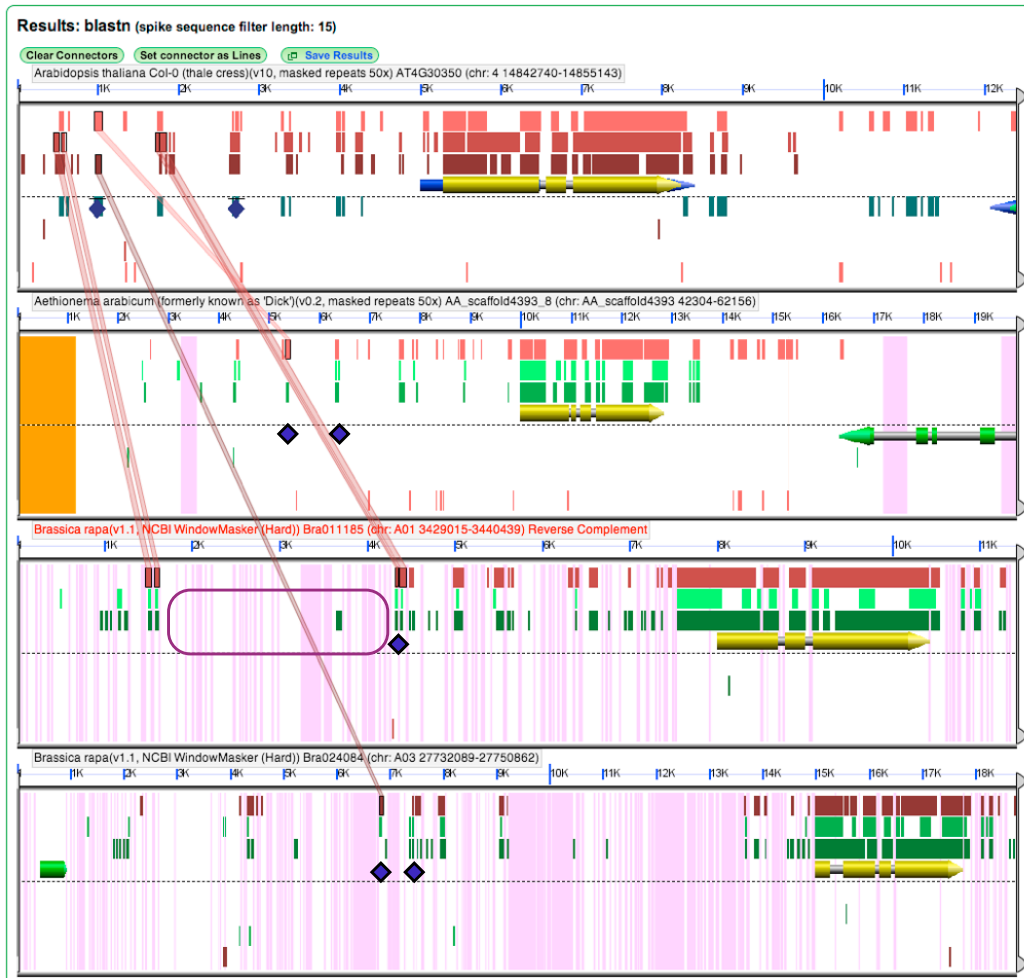 Results: blastn (spike sequence filter length: 15)
Clear Connectors Set connector as Lines Save Results
Arabidopsis thaliana Col-0 (thale cress)(v10, masked repeats 50x) AT4G30350 (chr: 4 14842740-14855143)
1K 2K 3K 4K 5K 6K 7K 8K 9K 10K 11K 12K
Aethionema arabicum (formerly known as 'Dick')(v0.2, masked repeats 50x) AA_scaffold4393_8 (chr: AA_scaffold4393 42304-62156)
1K 2K 3K 4K 5K 6K 7K 8K 9K 10K 11K 12K 13K 14K 15K 16K 17K 18K 19K
Brassica rapa(v1.1, NCBI WindowMasker (Hard)) Bra011185 (chr: A01 3429015-3440439) Reverse Complement
1K 2K 3K 4K 5K 6K 7K 8K 9K 10K 11K
Brassica rapa(v1.1, NCBI WindowMasker (Hard)) Bra024084 (chr: A03 27732089-27750862)
1K 2K 3K 4K 5K 6K 7K 8K 9K 10K 11K 12K 13K 14K 15K 16K 17K 18K